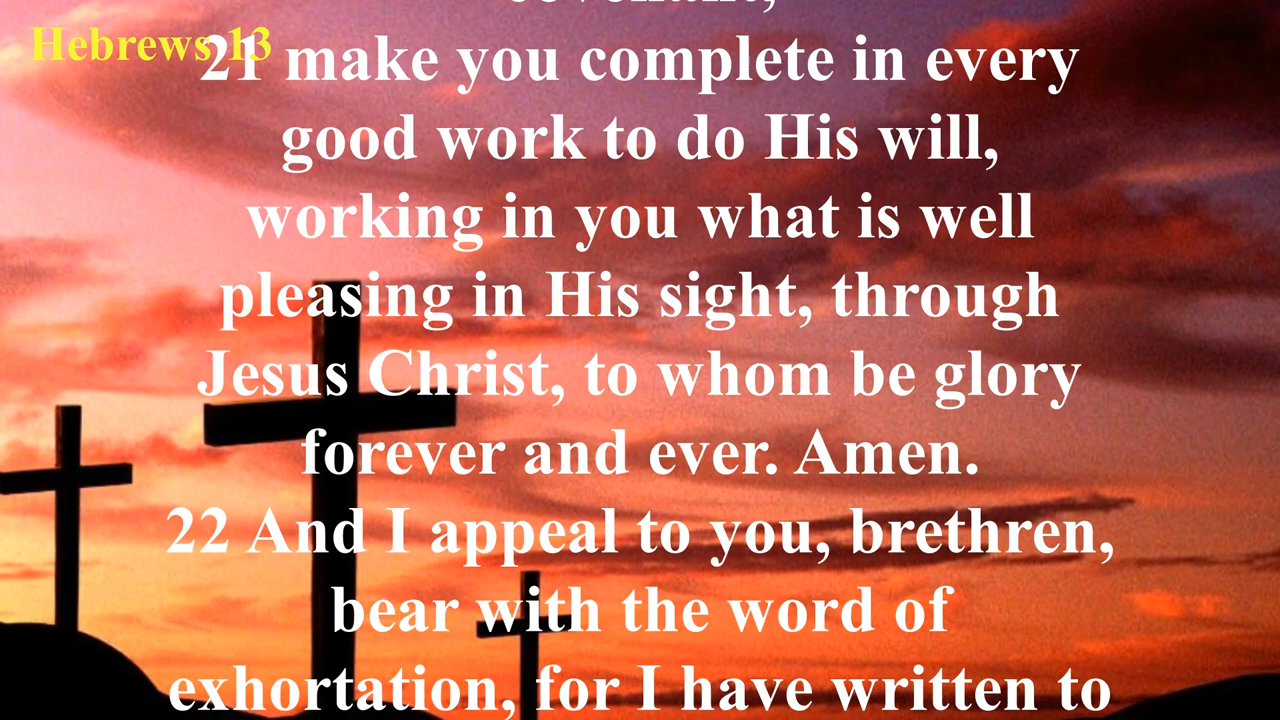 Hebrews 13
21 make you complete in every
good work to do His will,
working in you what is well
pleasing in His sight, through
Jesus Christ, to whom be glory
forever and ever. Amen.
22 And I appeal to you, brethren,
bear with the word of
exhortation, for I have written to